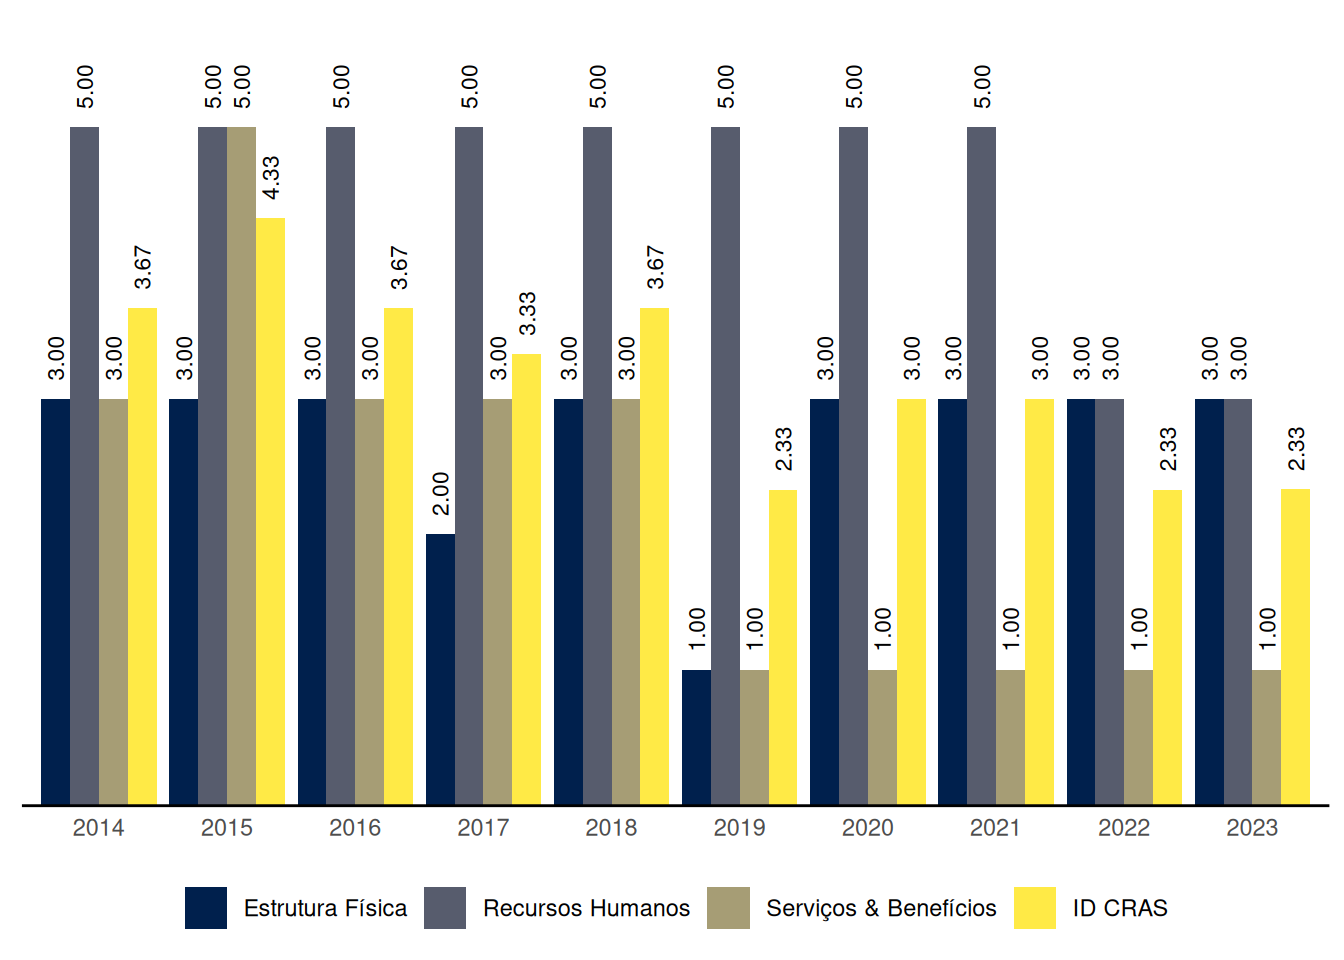 5.00 5.00 5.00 5.00 5.00 5.00 5.00 5.00 5.00
4.33
3.67 3.67 3.67
3.33
3.00 3.00 3.00 3.00 3.00 3.00 3.00 3.00 3.00 3.00 3.00 3.00 3.00 3.00 3.00 3.00
2.33 2.33 2.33
2.00
1.00 1.00 1.00 1.00 1.00 1.00
2014 2015 2016 2017 2018 2019 2020 2021 2022 2023
Estrutura Física Recursos Humanos Serviços & Benefícios ID CRAS